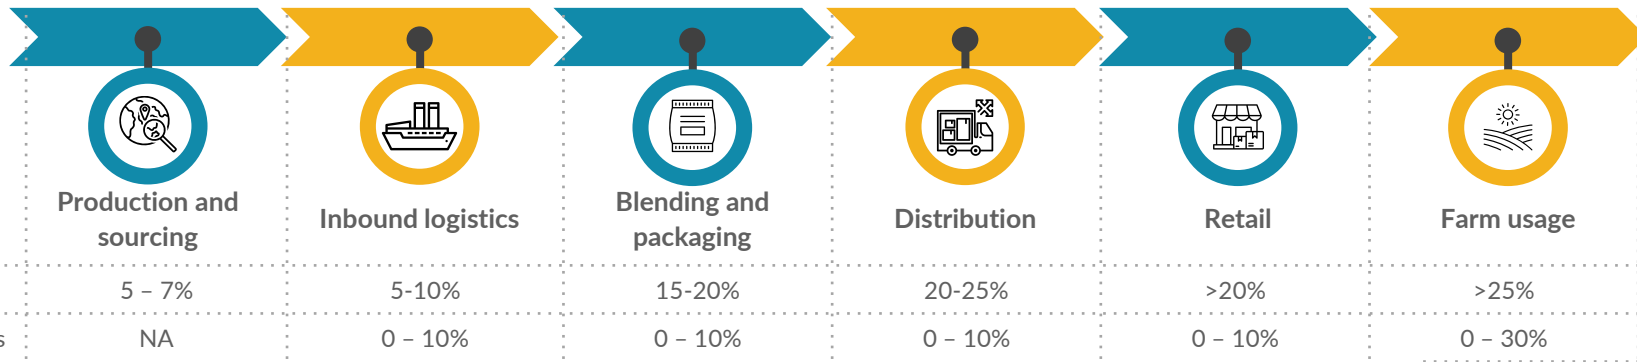 Production and
sourcing
Inbound logistics
Blending and
packaging
Distribution
Retail
Farm usage
5 – 7%
5-10%
15-20%
20-25%
>20%
>25%
s
NA
0 – 10%
0 – 10%
0 – 10%
0 – 10%
0 – 30%